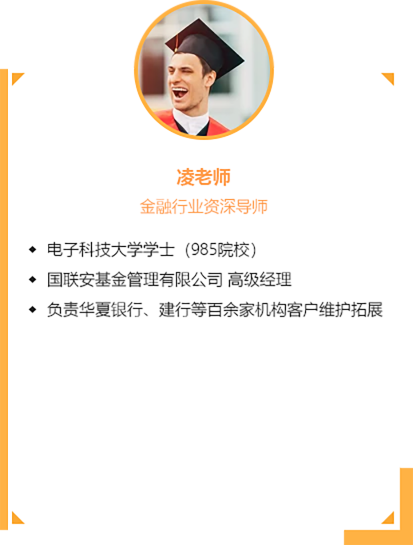 凌老师
金融行业资深导师
电子科技大学学士（985院校）
国联安基金管理有限公司 高级经理
负责华夏银行、建行等百余家机构客户维护拓展